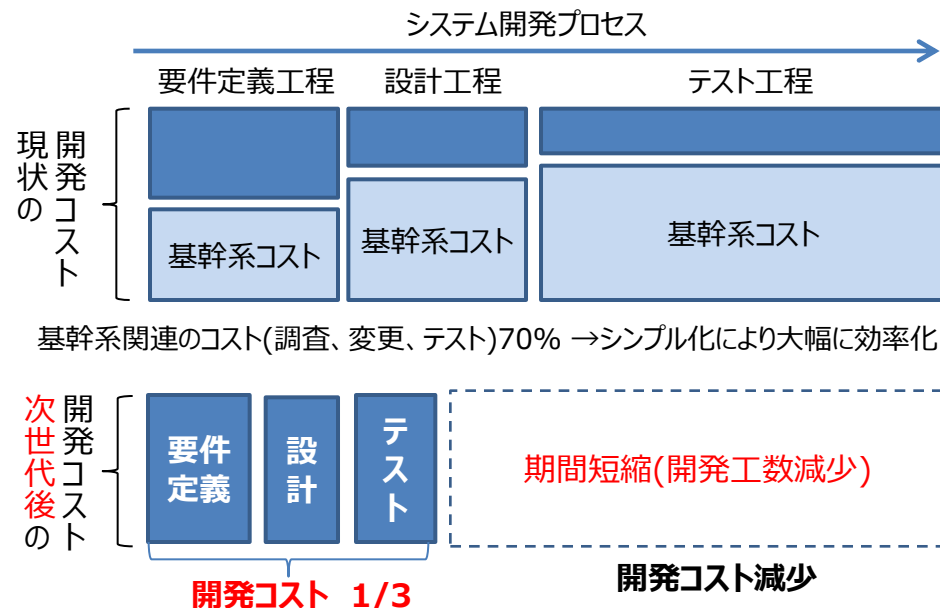 システム開発プロセス
要件定義工程
設計工程
テスト工程
現状の
開発コスト
基幹系コスト
基幹系コスト
基幹系コスト
基幹系関連のコスト(調査、変更、テスト)70% →シンプル化により大幅に効率化
次世代後の
開発コスト
要件
定義
設計
テスト
期間短縮(開発工数減少)
開発コスト 1/3
開発コスト減少